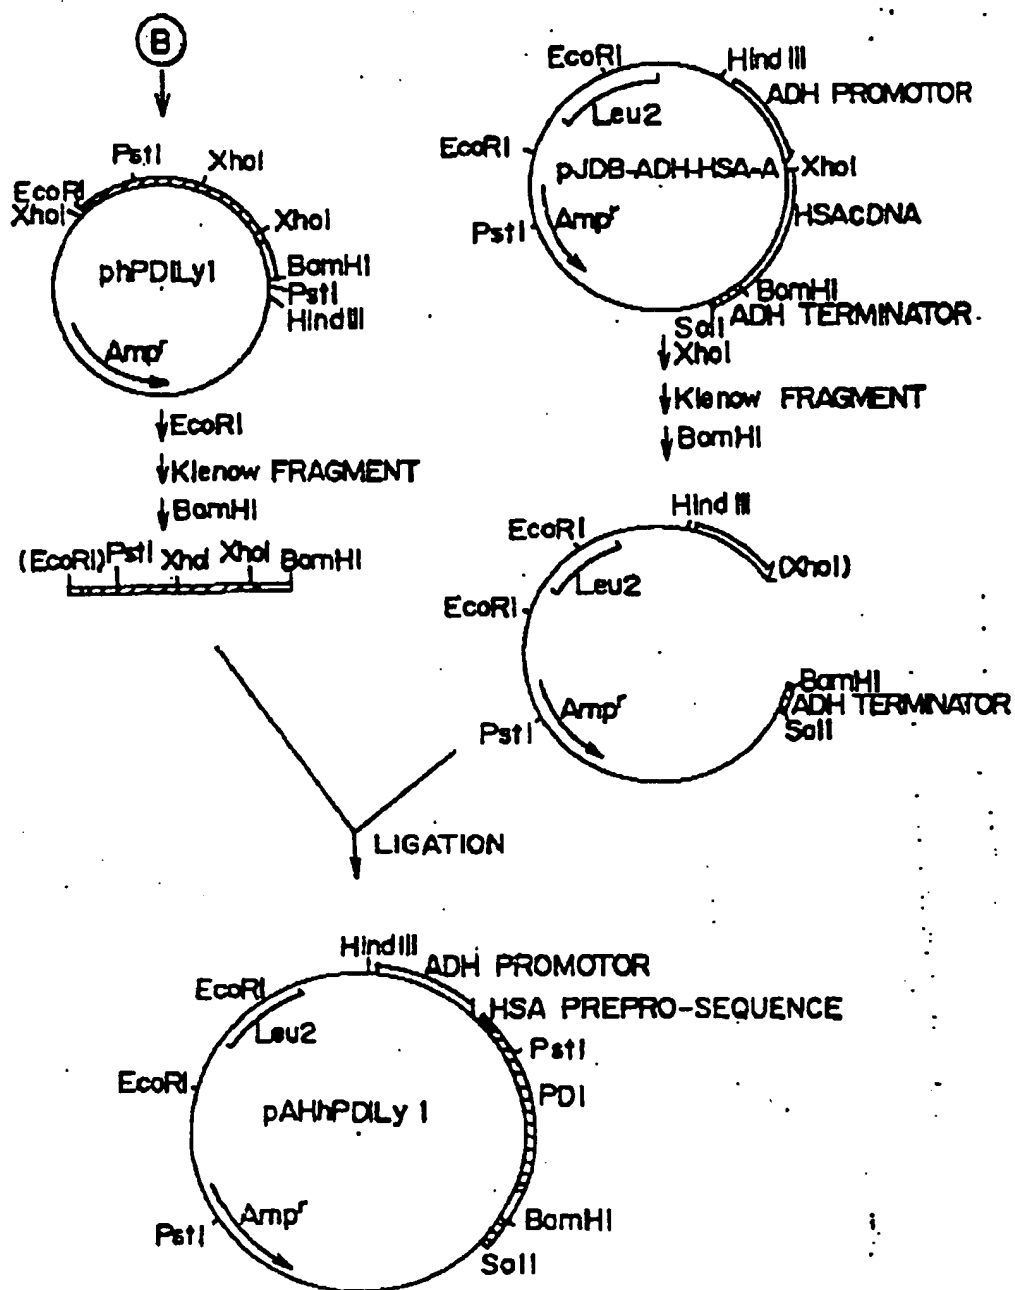 B
PstI
XhoI
EcoRI
XhoI
XhoI
phPDILy1
BamHI
PstI
HindIII
Ampr
EcoRI
Klenow FRAGMENT
BamHI
(EcoRI)
PstI
XhoI
XhoI
BamHI
EcoRI
HindIII
ADH PROMOTOR
Leu2
EcoRI
pJDB-ADH-HSA-A
XhoI
HSAcDNA
Ampr
PstI
BamHI
SalI
ADH TERMINATOR
XhoI
Klenow FRAGMENT
BamHI
HindIII
EcoRI
(XhoI)
Leu2
EcoRI
BamHI
ADH TERMINATOR
SalI
Ampr
PstI
LIGATION
HindIII
ADH PROMOTOR
EcoRI
HSA PREPRO-SEQUENCE
Leu2
PstI
EcoRI
PDI
pAHhPDILy 1
Ampr
PstI
BamHI
SalI